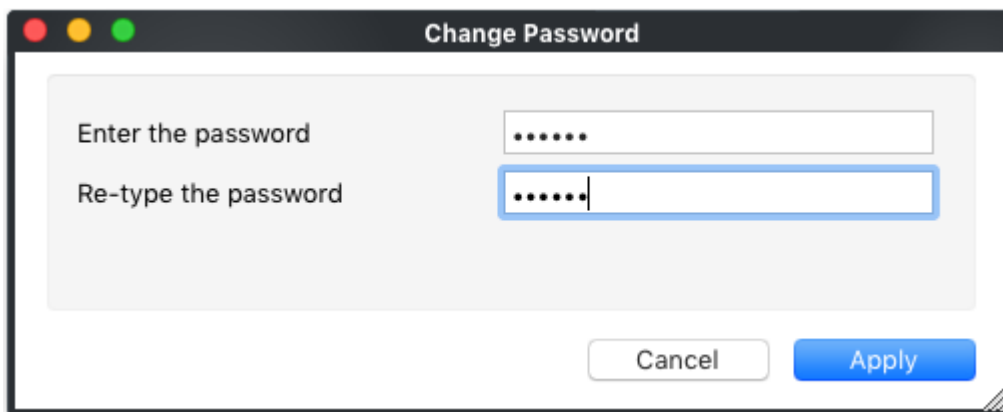 Change Password
Enter the password ••••••
Re-type the password ••••••
Cancel Apply